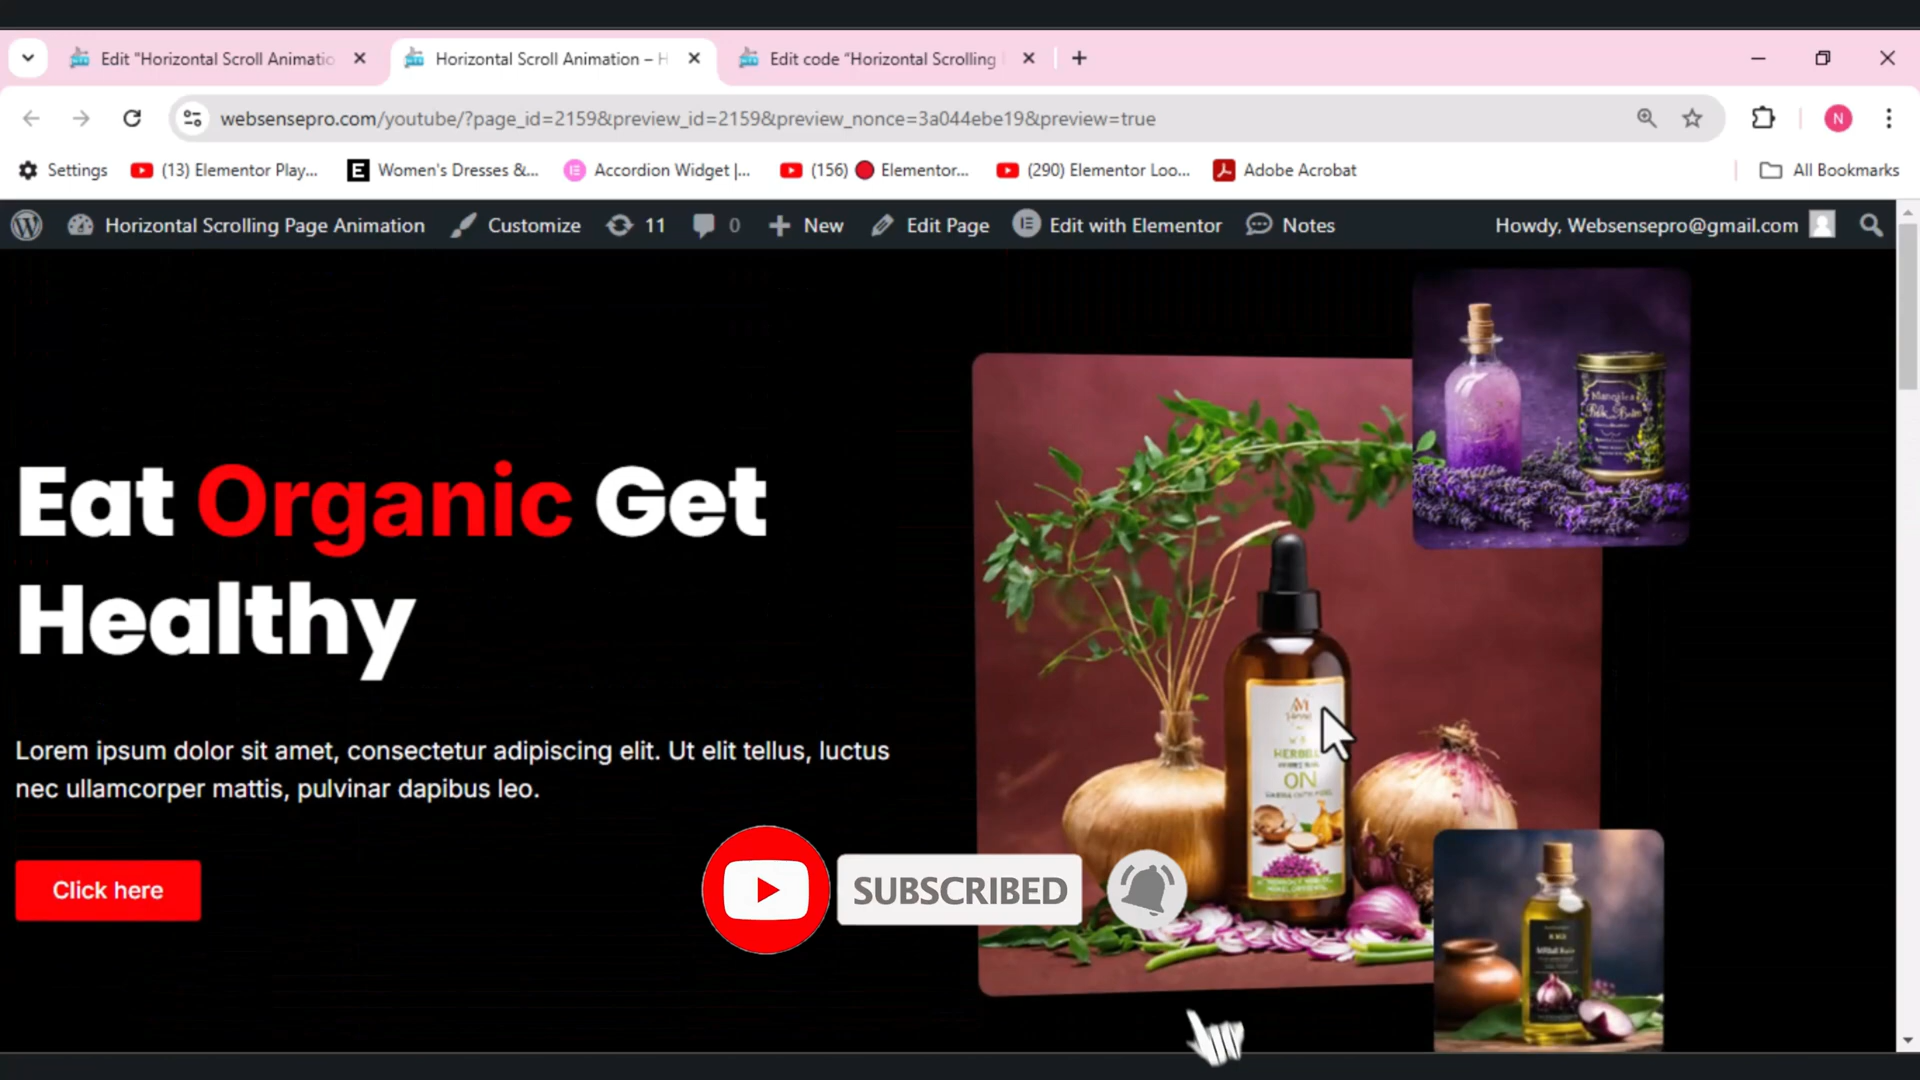 Edit "Horizontal Scroll Animatio
Horizontal Scroll Animation – H
Edit code "Horizontal Scrolling
websensepro.com/youtube/?page_id=2159&preview_id=2159&preview_nonce=3a044ebe19&preview=true
N
Settings
(13) Elementor Play...
E
Women's Dresses &...
Accordion Widget |...
(156)
Elementor...
(290) Elementor Loo...
Adobe Acrobat
All Bookmarks
Horizontal Scrolling Page Animation
Customize
11
0
New
Edit Page
Edit with Elementor
Notes
Howdy, Websensepro@gmail.com
Eat Organic Get
Healthy
Lorem ipsum dolor sit amet, consectetur adipiscing elit. Ut elit tellus, luctus
nec ullamcorper mattis, pulvinar dapibus leo.
Click here
SUBSCRIBED
ON